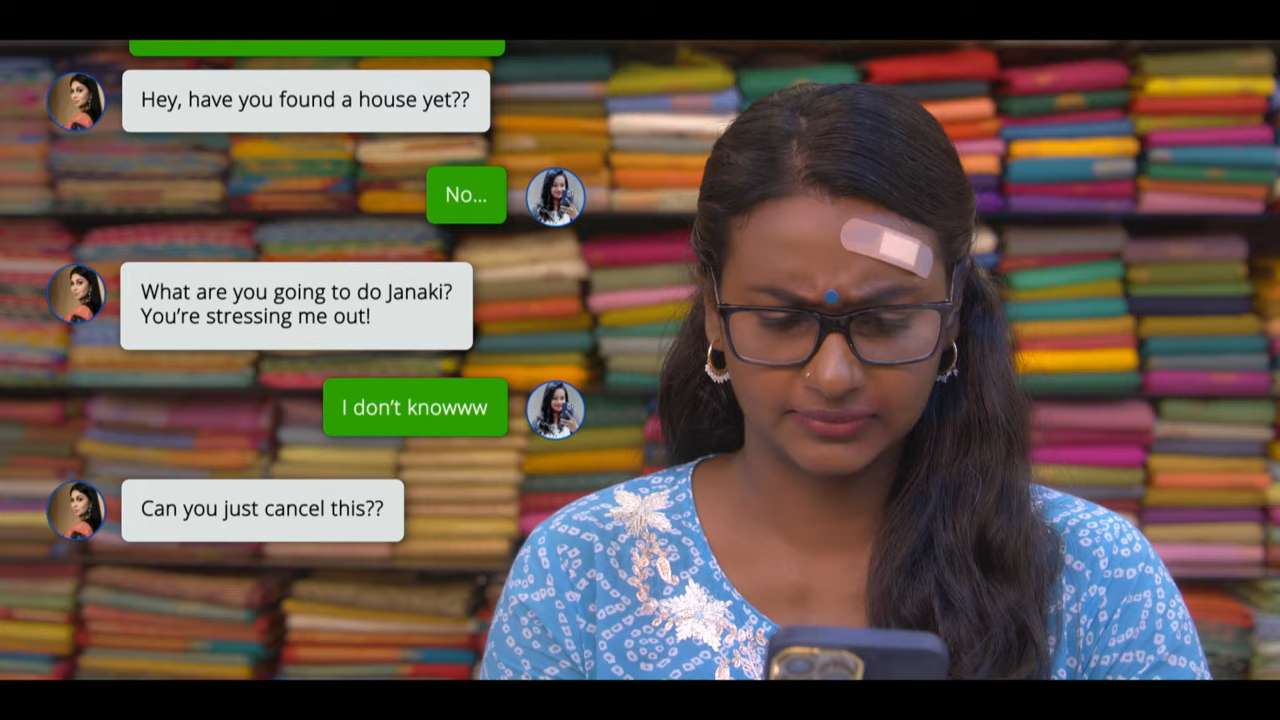 Hey, have you found a house yet??
No...
What are you going to do Janaki?
You're stressing me out!
I don't knowww
Can you just cancel this??